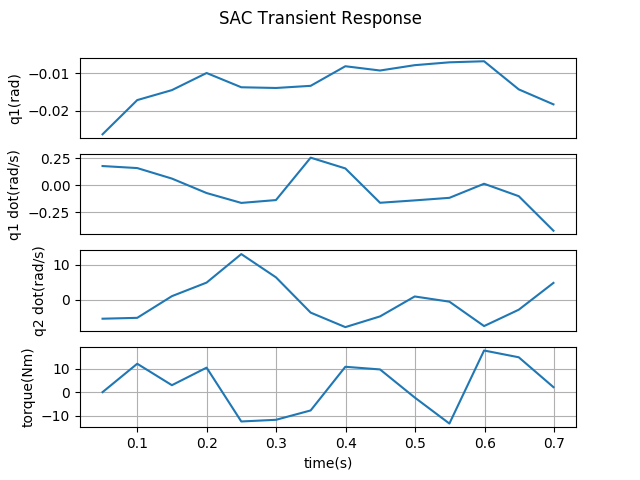 SAC Transient Response
q1(rad)
−0.01
−0.02
q1 dot(rad/s)
0.25
0.00
−0.25
q2 dot(rad/s)
10
0
torque(Nm)
10
0
−10
0.1 0.2 0.3 0.4 0.5 0.6 0.7
time(s)